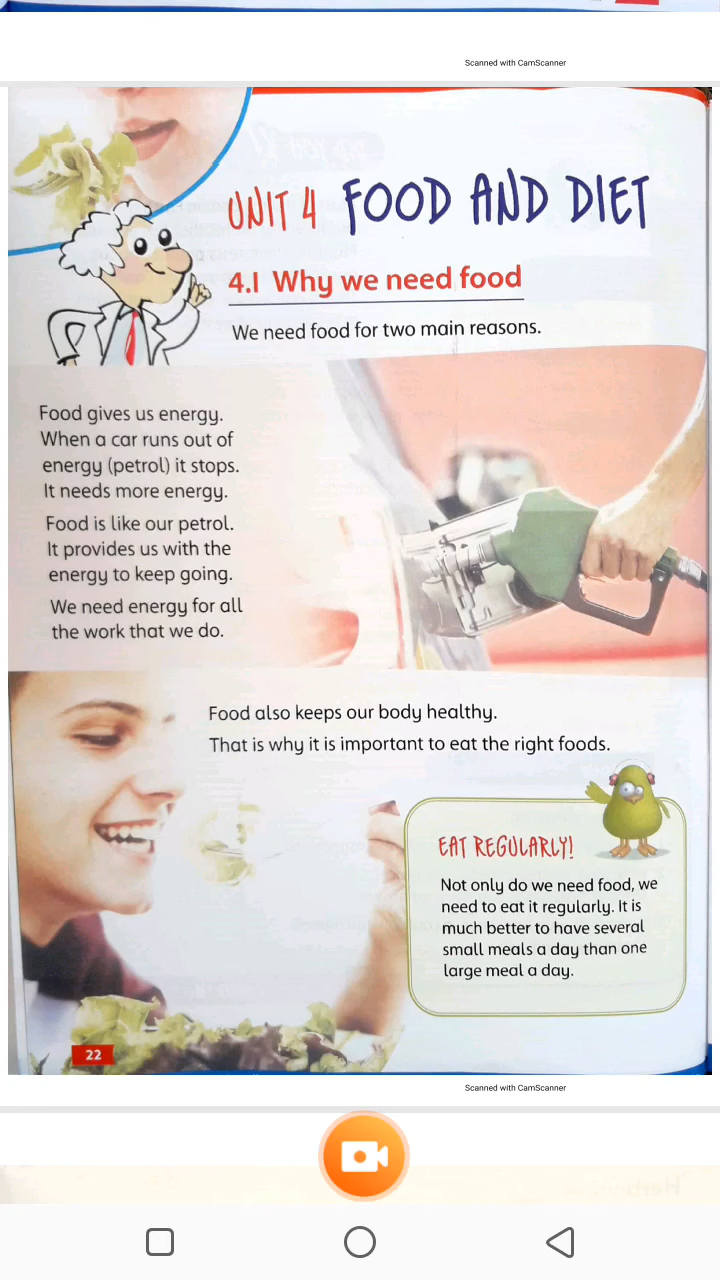 Scanned with CamScanner
UNIT 4 FOOD AND DIET
4.1 Why we need food
We need food for two main reasons.
Food gives us energy.
When a car runs out of
energy (petrol) it stops.
It needs more energy.
Food is like our petrol.
It provides us with the
energy to keep going.
We need energy for all
the work that we do.
Food also keeps our body healthy.
That is why it is important to eat the right foods.
EAT REGULARLY!
Not only do we need food, we
need to eat it regularly. It is
much better to have several
small meals a day than one
large meal a day.
22
Scanned with CamScanner